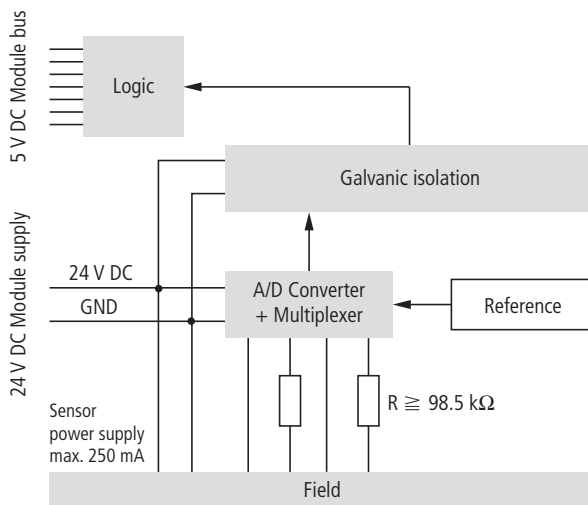 5 V DC Module bus
Logic
Galvanic isolation
24 V DC Module supply
24 V DC
GND
A/D Converter
+ Multiplexer
Reference
R ≧ 98.5 kΩ
Sensor
power supply
max. 250 mA
Field